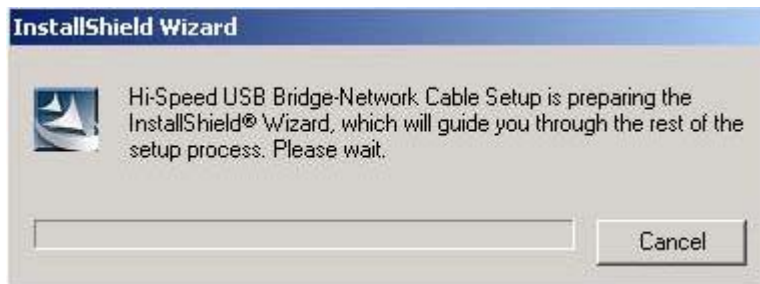 InstallShield Wizard
Hi-Speed USB Bridge-Network Cable Setup is preparing the
InstallShield® Wizard, which will guide you through the rest of the
setup process. Please wait.
Cancel